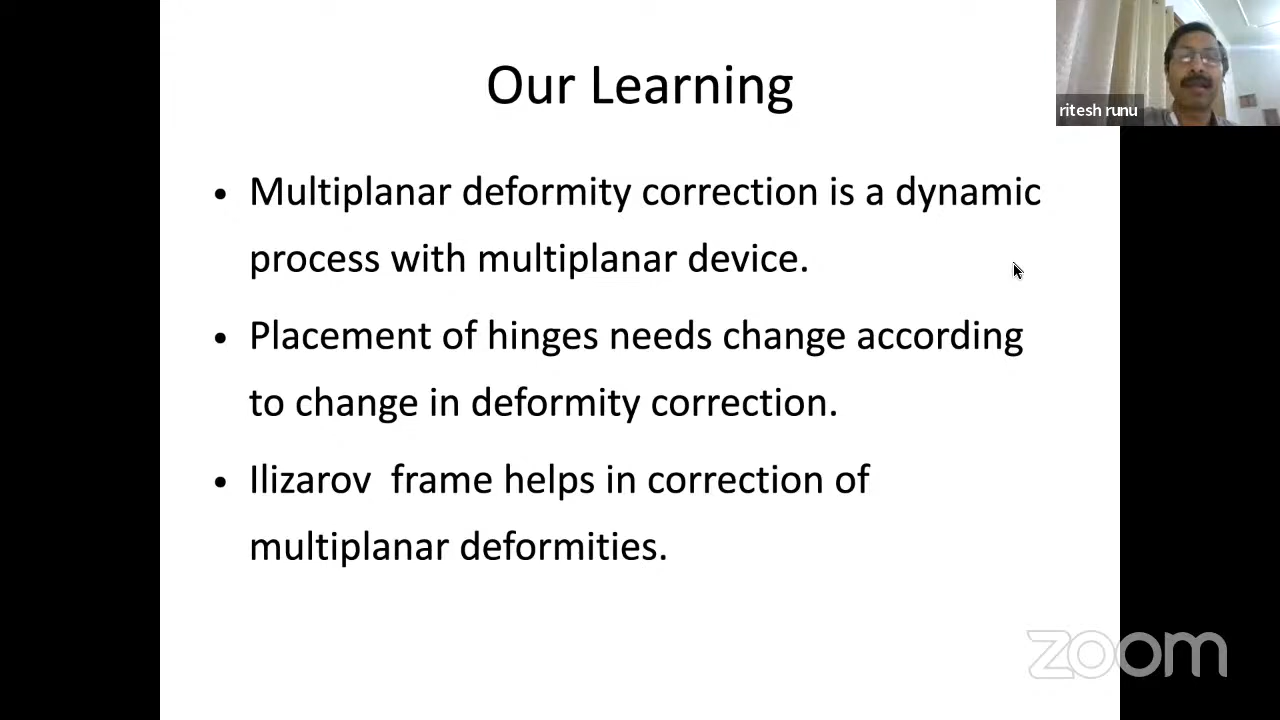 Our Learning
ritesh runu
• Multiplanar deformity correction is a dynamic
process with multiplanar device.
• Placement of hinges needs change according
to change in deformity correction.
• Ilizarov  frame helps in correction of
multiplanar deformities.
zoom